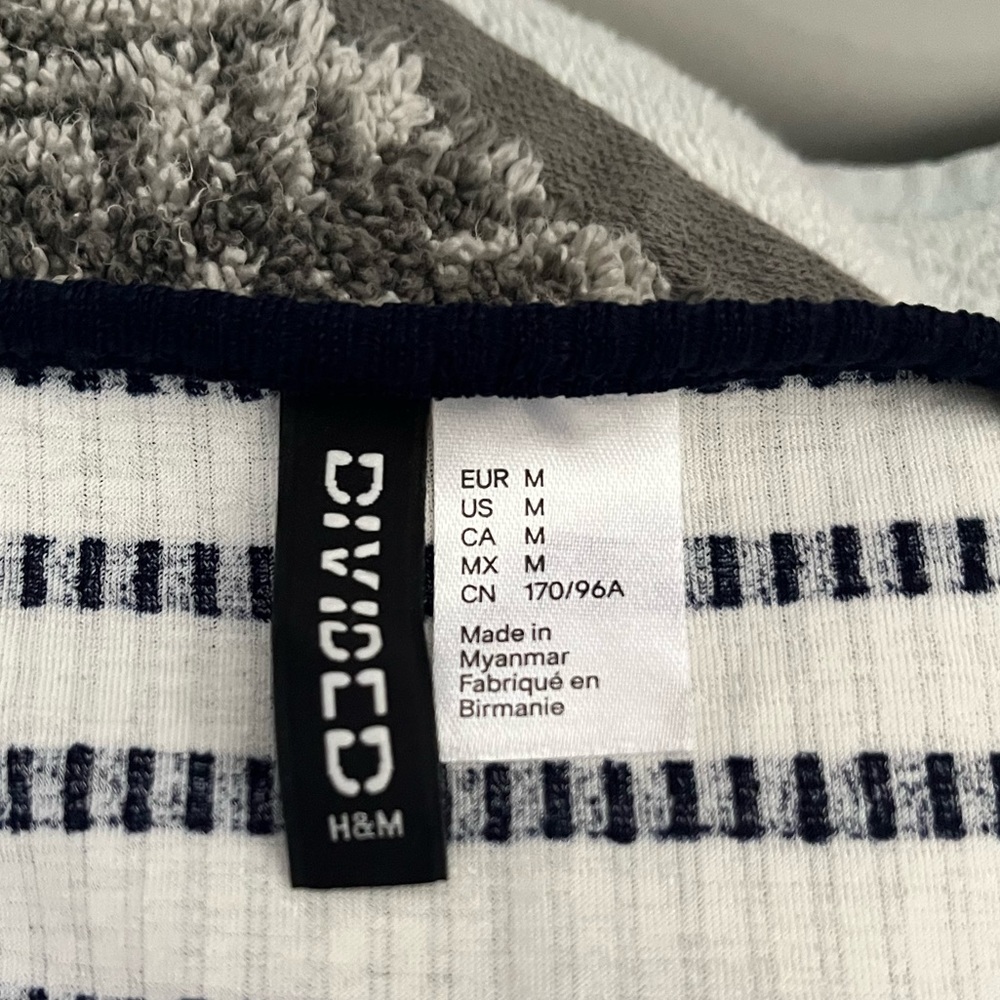 DIVIDED
H&M
EUR M
US M
CA M
MX M
CN 170/96A
Made in
Myanmar
Fabriqué en
Birmanie